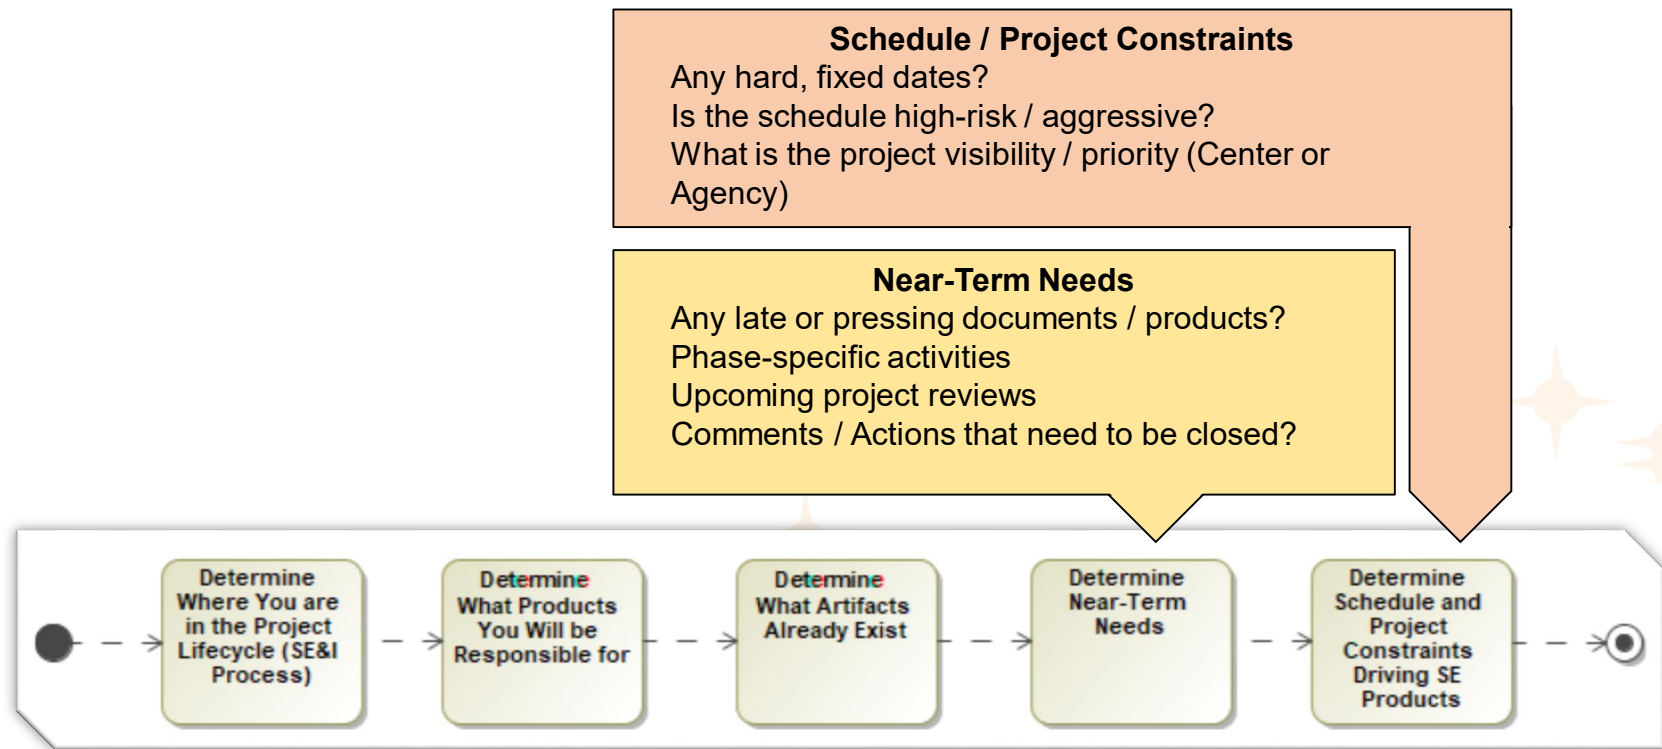 Schedule / Project Constraints
Any hard, fixed dates?
Is the schedule high-risk / aggressive?
What is the project visibility / priority (Center or
Agency)
Near-Term Needs
Any late or pressing documents / products?
Phase-specific activities
Upcoming project reviews
Comments / Actions that need to be closed?
Determine
Where You are
in the Project
Lifecycle (SE&I
Process)
Determine
What Products
You Will be
Responsible for
Determine
What Artifacts
Already Exist
Determine
Near-Term
Needs
Determine
Schedule and
Project
Constraints
Driving SE
Products